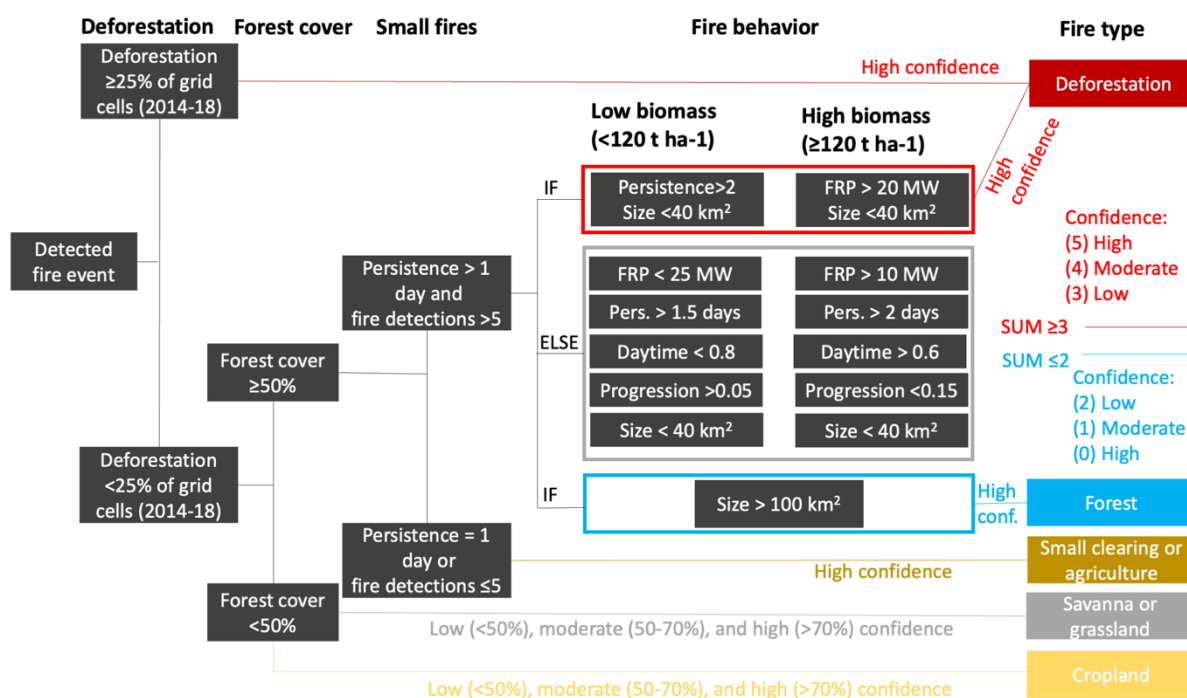 Deforestation
Forest cover
Small fires
Fire behavior
Fire type
Deforestation
≥25% of grid
cells (2014-18)
High confidence
Deforestation
Low biomass
(<120 t ha-1)
High biomass
(≥120 t ha-1)
High
confidence
IF
Persistence>2
Size <40 km²
FRP > 20 MW
Size <40 km²
Detected
fire event
Persistence > 1
day and
fire detections >5
ELSE
FRP < 25 MW
FRP > 10 MW
Pers. > 1.5 days
Pers. > 2 days
Daytime < 0.8
Daytime > 0.6
Progression >0.05
Progression <0.15
Size < 40 km²
Size < 40 km²
Confidence:
(5) High
(4) Moderate
(3) Low
SUM ≥3
SUM ≤2
Confidence:
(2) Low
(1) Moderate
(0) High
Forest cover
≥50%
Deforestation
<25% of grid
cells (2014-18)
IF
Size > 100 km²
High
conf.
Forest
Persistence = 1
day or
fire detections ≤5
High confidence
Small clearing or
agriculture
Forest cover
<50%
Low (<50%), moderate (50-70%), and high (>70%) confidence
Savanna or
grassland
Low (<50%), moderate (50-70%), and high (>70%) confidence
Cropland